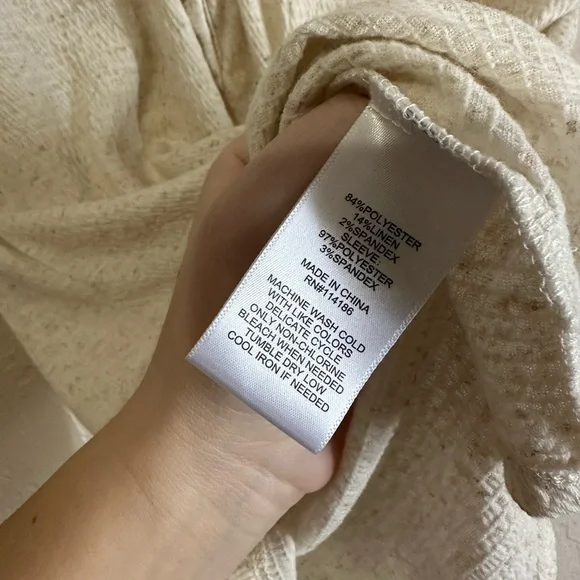 84%POLYESTER
14%LINEN
2%SPANDEX
SLEEVE:
97%POLYESTER
3%SPANDEX
MADE IN CHINA
RN#114186
MACHINE WASH COLD
WITH LIKE COLORS
DELICATE CYCLE
ONLY NON-CHLORINE
BLEACH WHEN NEEDED
TUMBLE DRY LOW
COOL IRON IF NEEDED